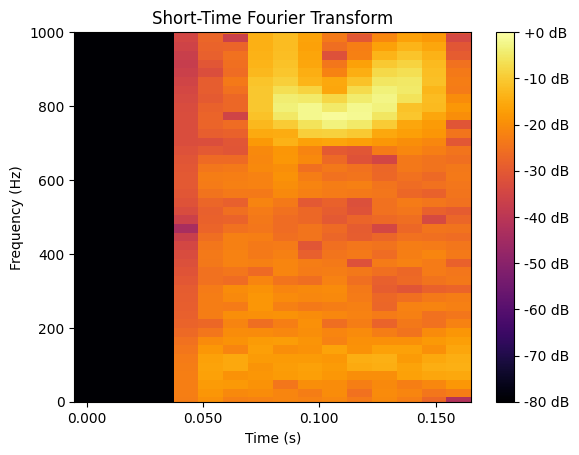 Short-Time Fourier Transform
Frequency (Hz)
1000
800
600
400
200
0
0.000
0.050
0.100
0.150
Time (s)
+0 dB
-10 dB
-20 dB
-30 dB
-40 dB
-50 dB
-60 dB
-70 dB
-80 dB